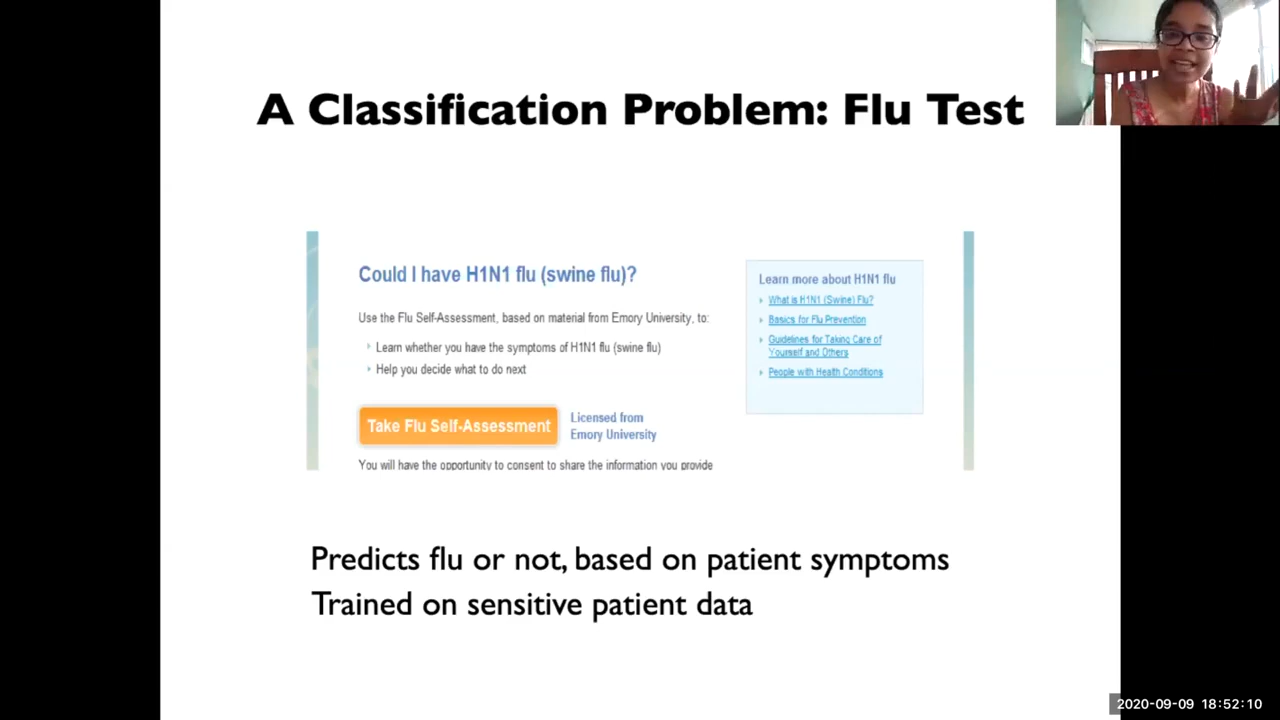 A Classification Problem: Flu Test
Could I have H1N1 flu (swine flu)?
Use the Flu Self-Assessment, based on material from Emory University, to:
Learn whether you have the symptoms of H1N1 flu (swine flu)
Help you decide what to do next
Take Flu Self-Assessment
Licensed from
Emory University
You will have the opportunity to consent to share the information you provide
Learn more about H1N1 flu
What is H1N1 (Swine) Flu?
Basics for Flu Prevention
Guidelines for Taking Care of
Yourself and Others
People with Health Conditions
Predicts flu or not, based on patient symptoms
Trained on sensitive patient data
2020-09-09 18:52:10